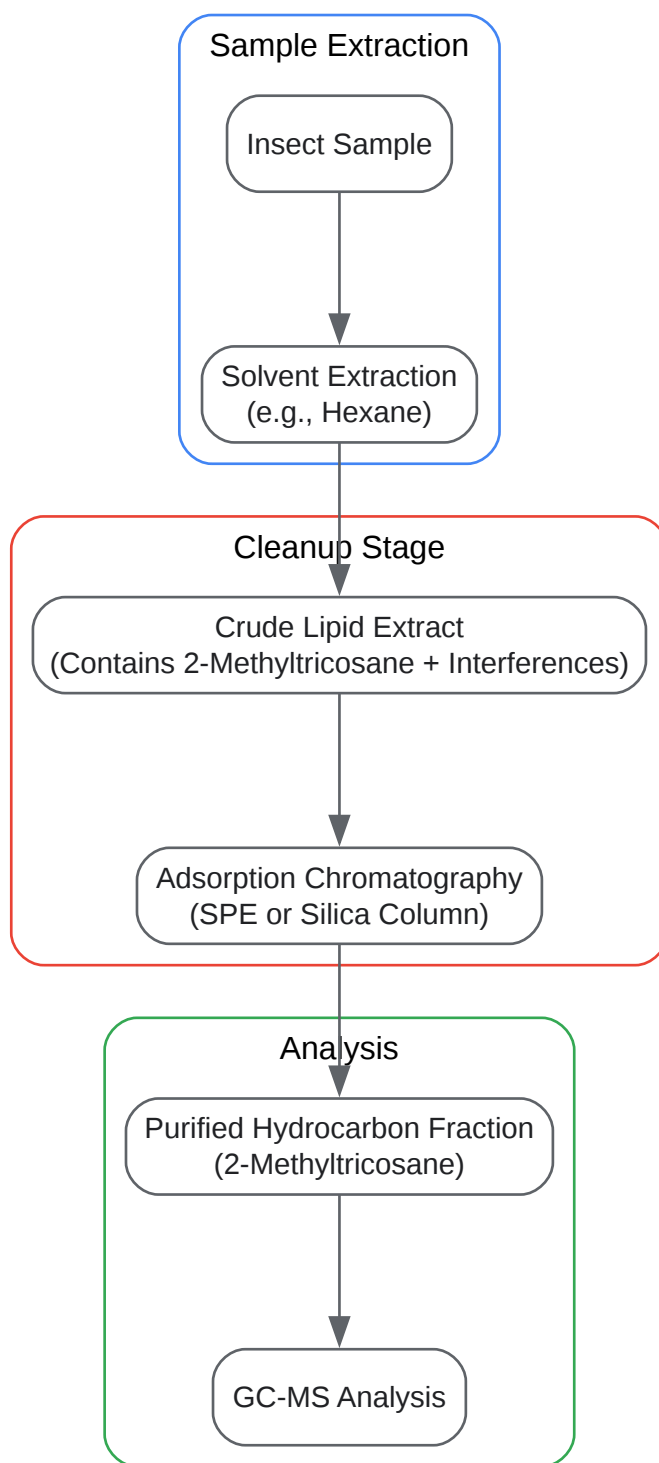 Sample Extraction
Insect Sample
Solvent Extraction
(e.g., Hexane)
Cleanup Stage
Crude Lipid Extract
(Contains 2-Methyltricosane + Interferences)
Adsorption Chromatography
(SPE or Silica Column)
Analysis
Purified Hydrocarbon Fraction
(2-Methyltricosane)
GC-MS Analysis